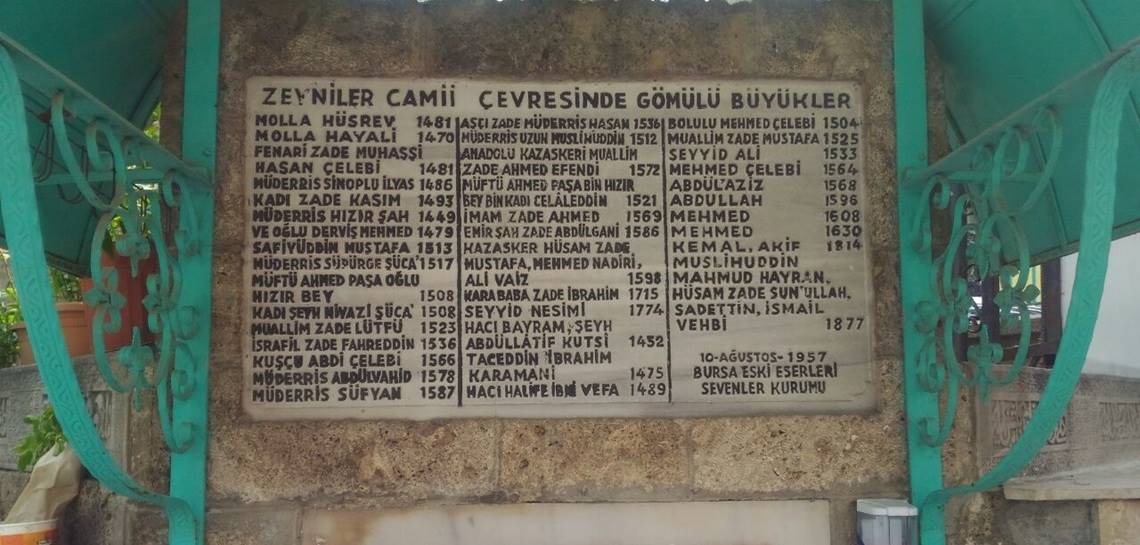 ZEYNİLER CAMİİ ÇEVRESİNDE GÖMÜLÜ BÜYÜKLER
MOLLA HÜSREV 1481
MOLLA HAYALİ 1470
FENARİ ZADE MUHAŞŞİ
HASAN ÇELEBİ 1481
MÜDERRİS SİNOPLU İLYAS 1486
KADI ZADE KASIM 1493
MÜDERRİS HIZIR ŞAH 1449
VE OĞLU DERVİŞ MEHMED 1479
SAFİYÜDDİN MUSTAFA 1513
MÜDERRİS SÜPÜRGE ŞÜCA' 1517
MÜFTÜ AHMED PAŞA OĞLU
HIZIR BEY 1508
KADI ŞEYH NİYAZİ ŞÜCA' 1508
MUALLİM ZADE LÜTFÜ 1523
İSRAFİL ZADE FAHREDDİN 1536
KUŞÇU ABDİ ÇELEBİ 1566
MÜDERRİS ABDÜLVAHİD 1578
MÜDERRİS SÜFYAN 1587
AŞÇI ZADE MÜDERRİS HASAN 1536
MÜDERRİS UZUN MUSLİHÜDDİN 1512
ANADOLU KAZASKERİ MUALLİM
ZADE AHMED EFENDİ 1572
MÜFTÜ AHMED PAŞA BİN HIZIR
BEY BİN KADI CELÂLEDDİN 1521
İMAM ZADE AHMED 1569
EMİR ŞAH ZADE ABDÜLGANİ 1586
KAZASKER HÜSAM ZADE
MUSTAFA, MEHMED NADİRİ,
ALİ VAİZ 1598
KARA BABA ZADE İBRAHİM 1715
SEYYİD NESİMİ 1774
HACI BAYRAM, ŞEYH
ABDÜLLÂTİF KUTSİ 1452
TACEDDİN İBRAHİM
KARAMANİ 1475
HACI HALİFE İBNİ VEFA 1489
BOLULU MEHMED ÇELEBİ 1504
MUALLİM ZADE MUSTAFA 1525
SEYYİD ALİ 1533
MEHMED ÇELEBİ 1564
ABDÜL'AZİZ 1568
ABDULLAH 1596
MEHMED 1608
MEHMED 1630
KEMAL, AKİF 1814
MUSLİHUDDİN
MAHMUD HAYRAN,
HÜSAM ZADE SUN'ULLAH,
SADETTİN, İSMAİL
VEHBİ 1877
10-AĞUSTOS-1957
BURSA ESKİ ESERLERİ
SEVENLER KURUMU